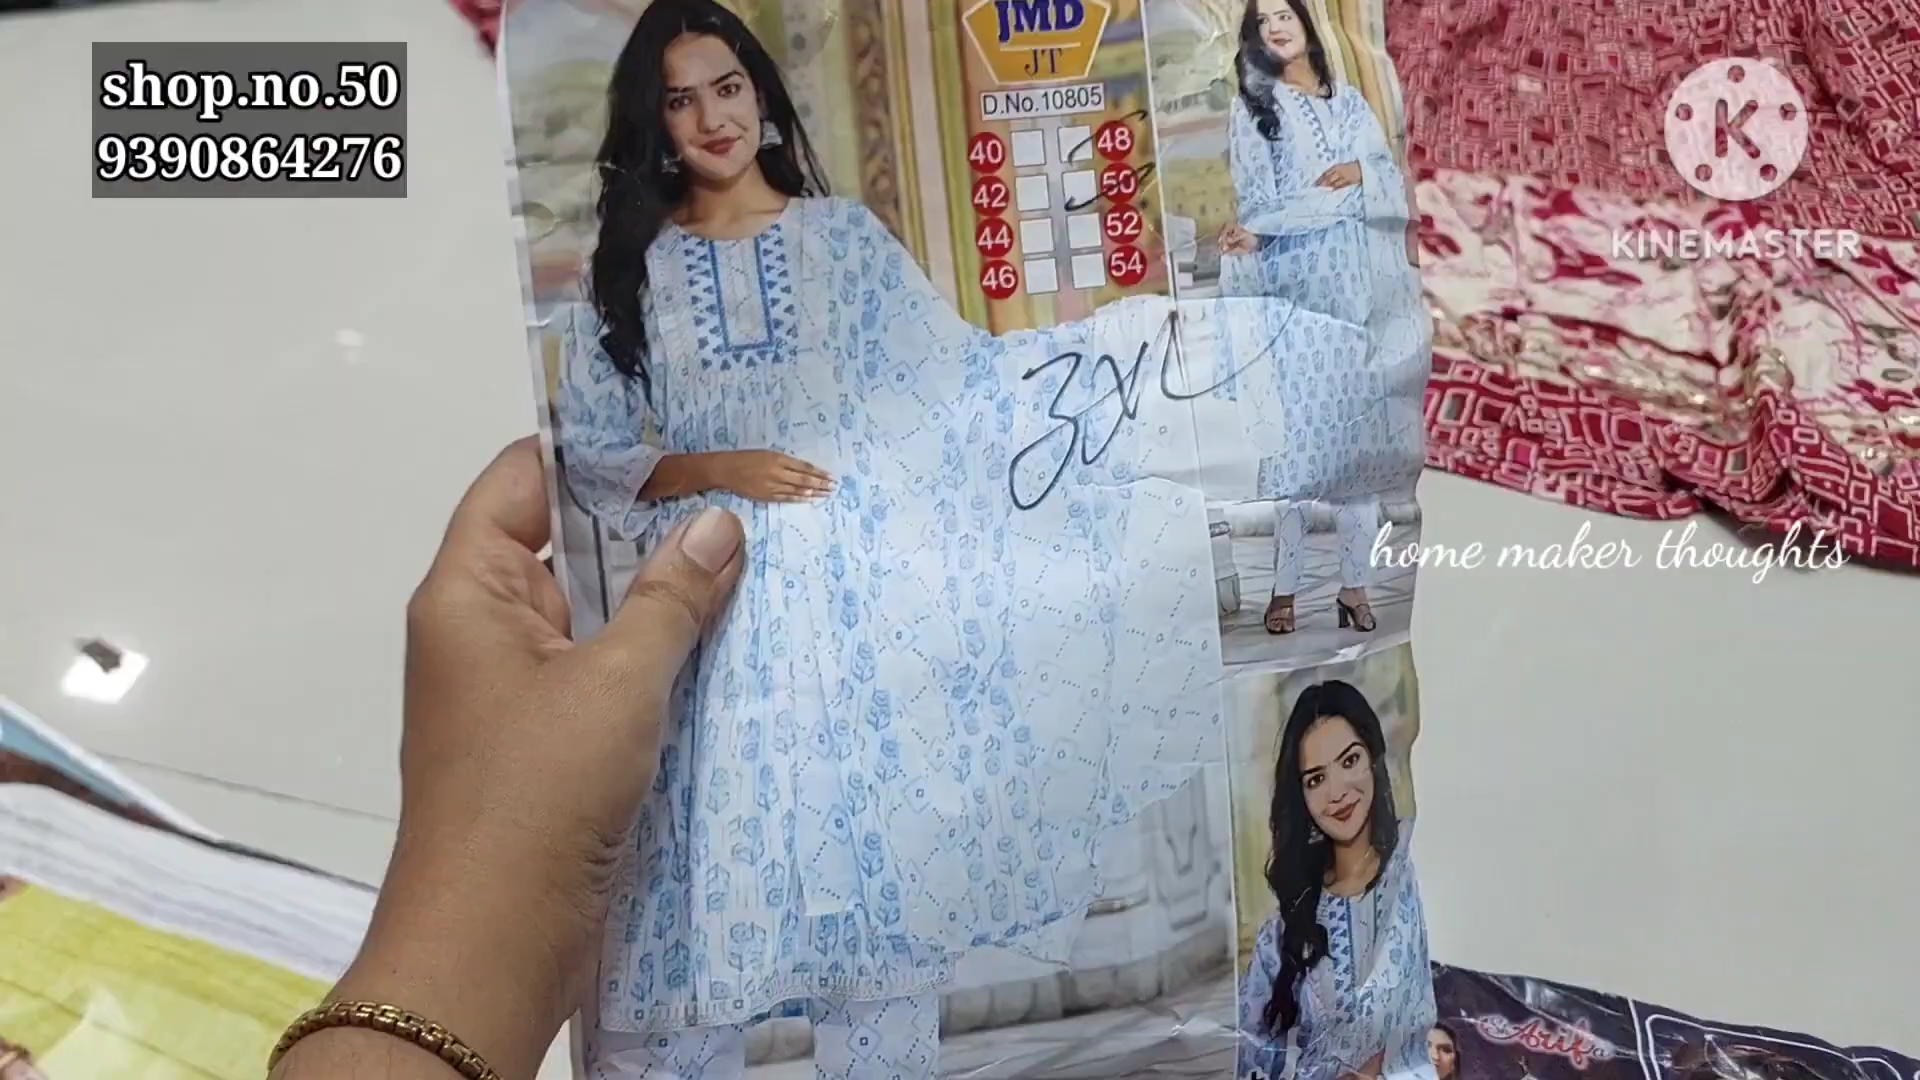 shop.no.50
9390864276
JMD
JT
D.No.10805
40 48
42 50
44 52
46 54
3XL
KINEMASTER
home maker thoughts
Arif